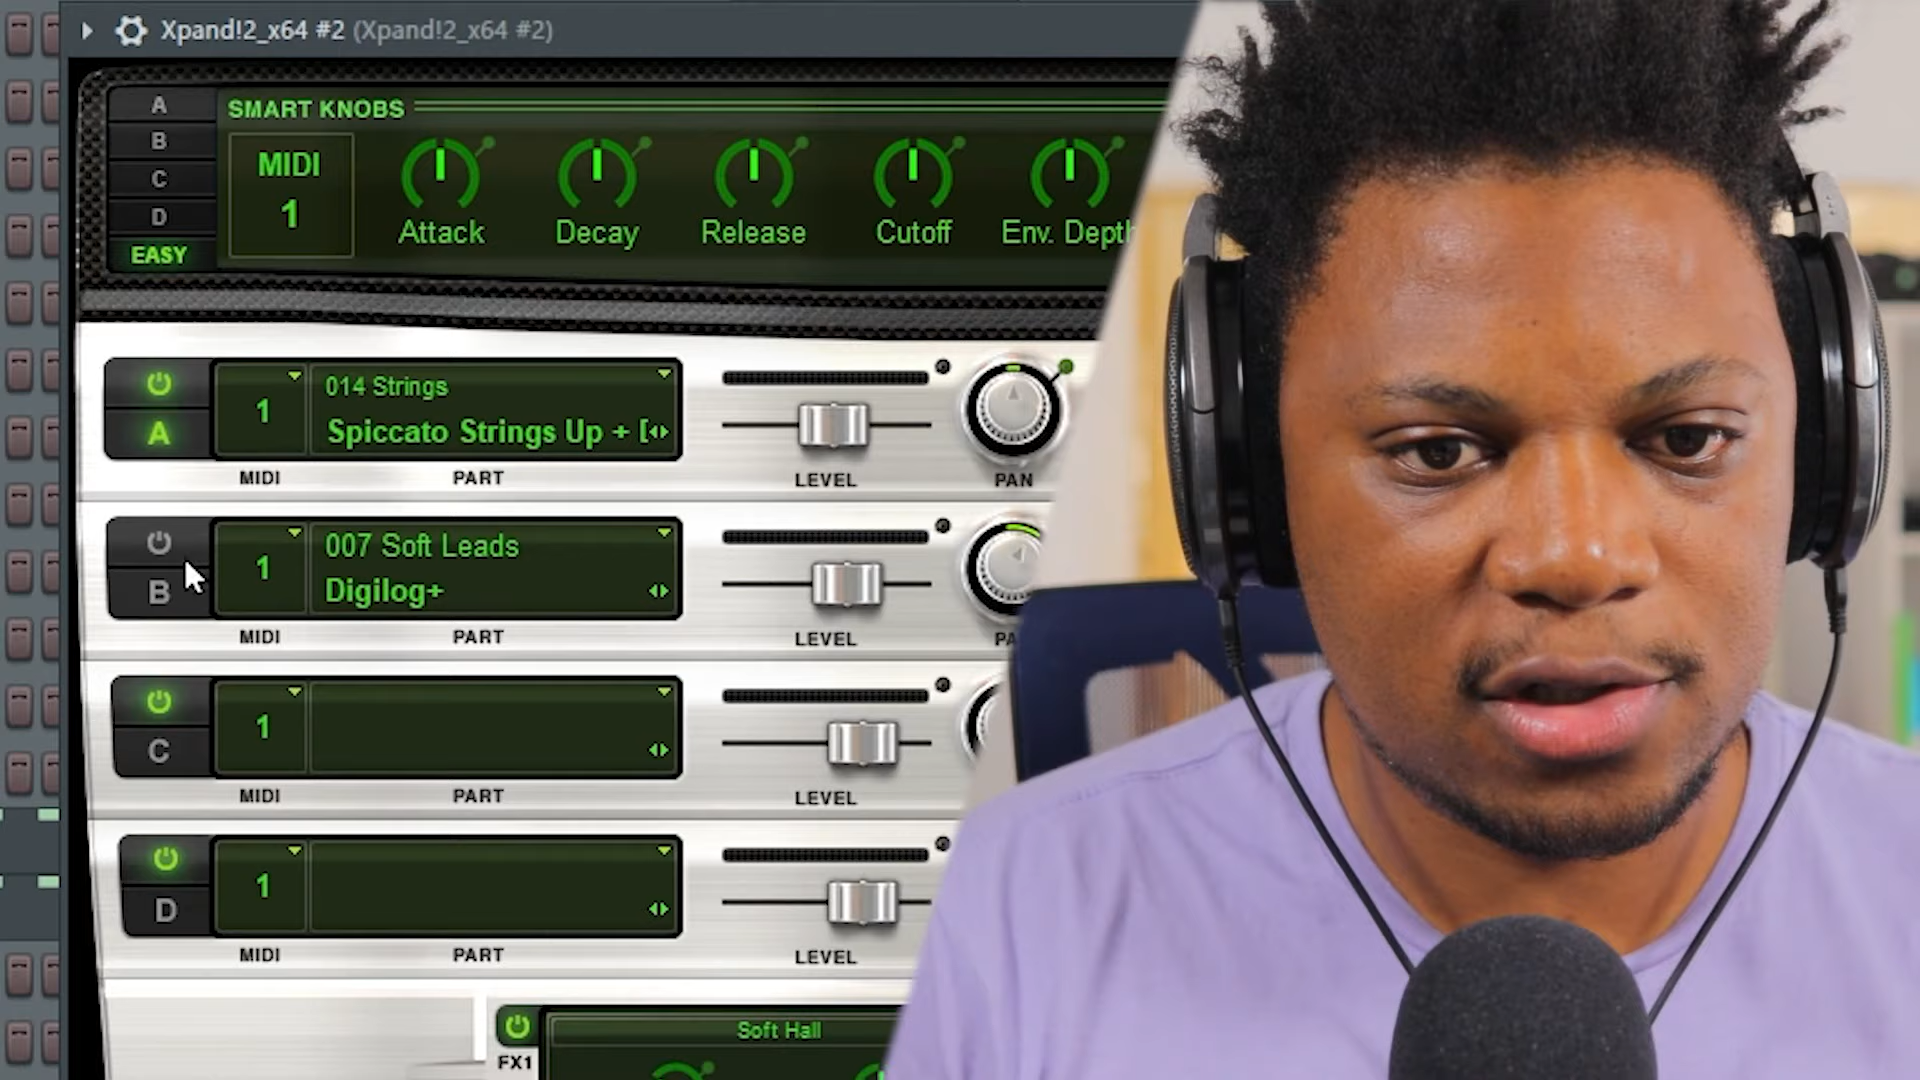 Xpand!2_x64 #2 (Xpand!2_x64 #2)
A
B
C
D
EASY
SMART KNOBS
MIDI
1
Attack
Decay
Release
Cutoff
Env. Depth
A
1
014 Strings
Spiccato Strings Up + [
MIDI
PART
LEVEL
PAN
B
1
007 Soft Leads
Digilog+
MIDI
PART
LEVEL
PA
C
1
MIDI
PART
LEVEL
D
1
MIDI
PART
LEVEL
FX1
Soft Hall